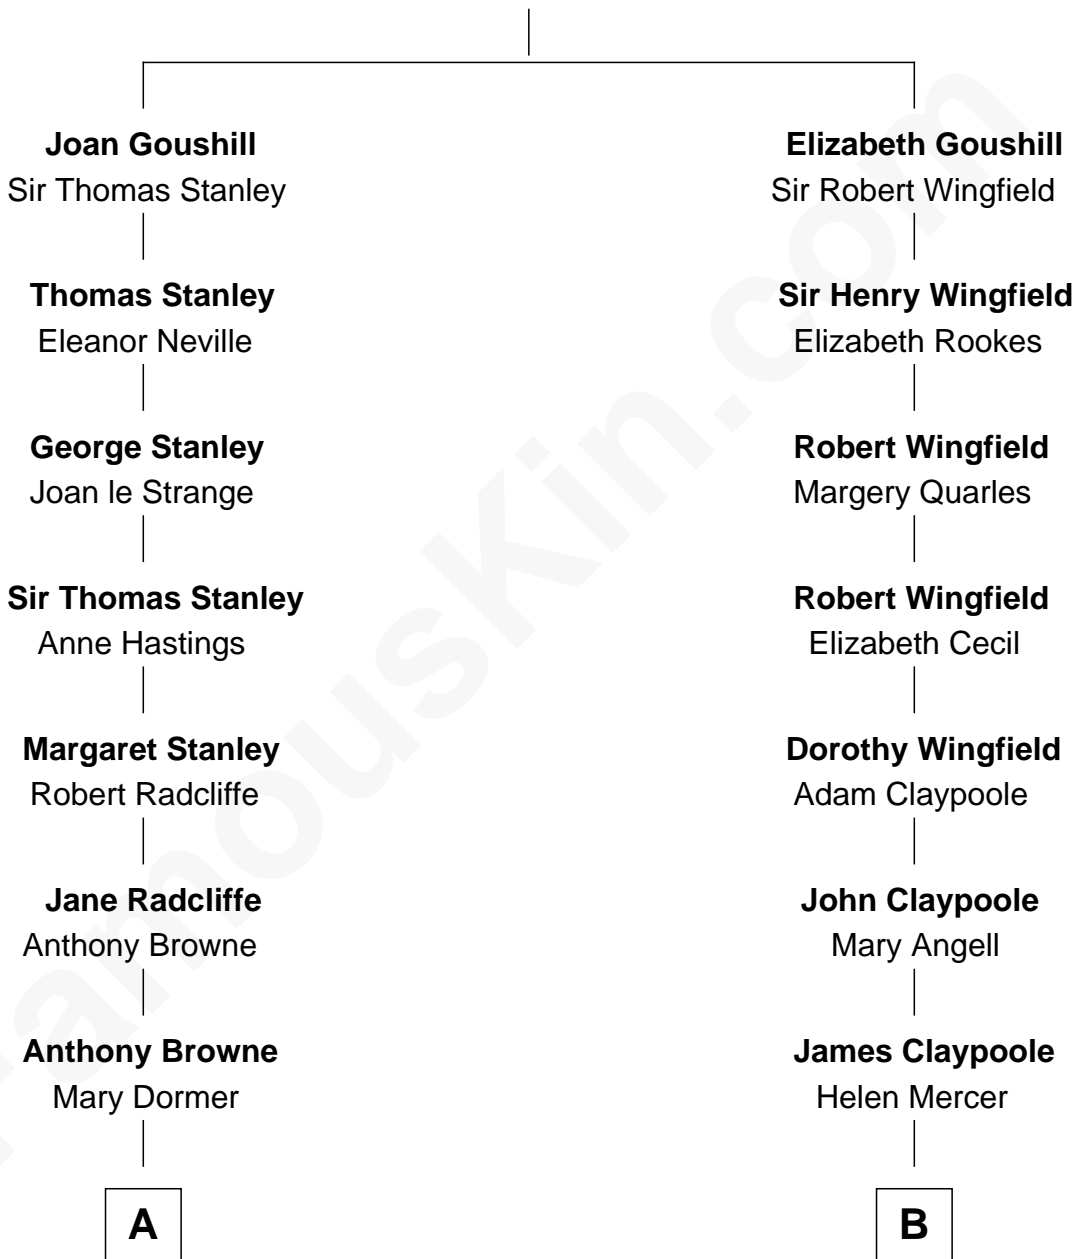 Joan Goushill
Sir Thomas Stanley
Thomas Stanley
Eleanor Neville
George Stanley
Joan le Strange
Sir Thomas Stanley
Anne Hastings
Margaret Stanley
Robert Radcliffe
Jane Radcliffe
Anthony Browne
Anthony Browne
Mary Dormer
A
Elizabeth Goushill
Sir Robert Wingfield
Sir Henry Wingfield
Elizabeth Rookes
Robert Wingfield
Margery Quarles
Robert Wingfield
Elizabeth Cecil
Dorothy Wingfield
Adam Claypoole
John Claypoole
Mary Angell
James Claypoole
Helen Mercer
B
FamousKin.com